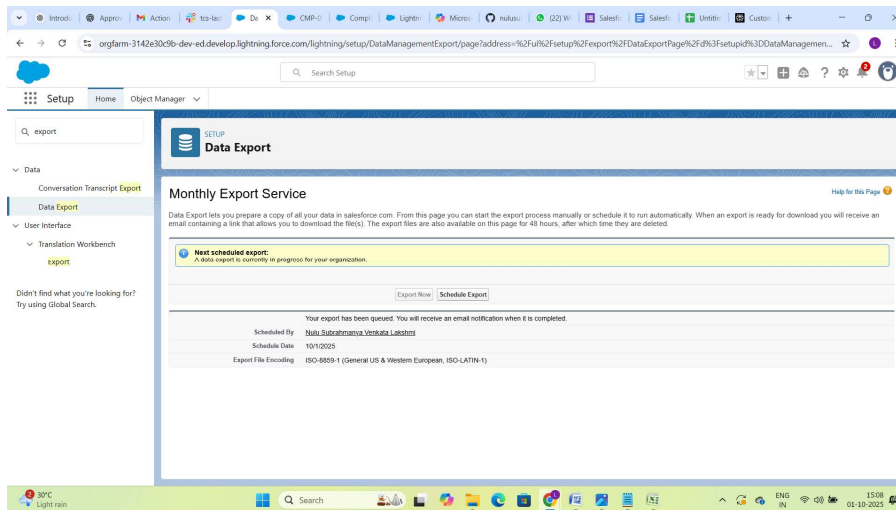 Introdu
Approv
M Action
tcs-last
Da
CMP-0
Compl
Lightni
Micros
nulusu
(22) W
Salesfo
Salesfo
Untitle
Custom
orgfarm-3142e30c9b-dev-ed.develop.lightning.force.com/lightning/setup/DataManagementExport/page?address=%2Fui%2Fsetup%2Fexport%2FDataExportPage%2Fd%3Fsetupid%3DDataManagemen...
Search Setup
2
Setup
Home
Object Manager
export
Data
Conversation Transcript Export
Data Export
User Interface
Translation Workbench
Export
Didn't find what you're looking for?
Try using Global Search.
SETUP
Data Export
Monthly Export Service
Help for this Page
Data Export lets you prepare a copy of all your data in salesforce.com. From this page you can start the export process manually or schedule it to run automatically. When an export is ready for download you will receive an
email containing a link that allows you to download the file(s). The export files are also available on this page for 48 hours, after which time they are deleted.
Next scheduled export:
A data export is currently in progress for your organization.
Export Now Schedule Export
Your export has been queued. You will receive an email notification when it is completed.
Scheduled By Nulu Subrahmanya Venkata Lakshmi
Schedule Date 10/1/2025
Export File Encoding ISO-8859-1 (General US & Western European, ISO-LATIN-1)
2
30°C
Light rain
Search
ENG
IN
15:08
01-10-2025